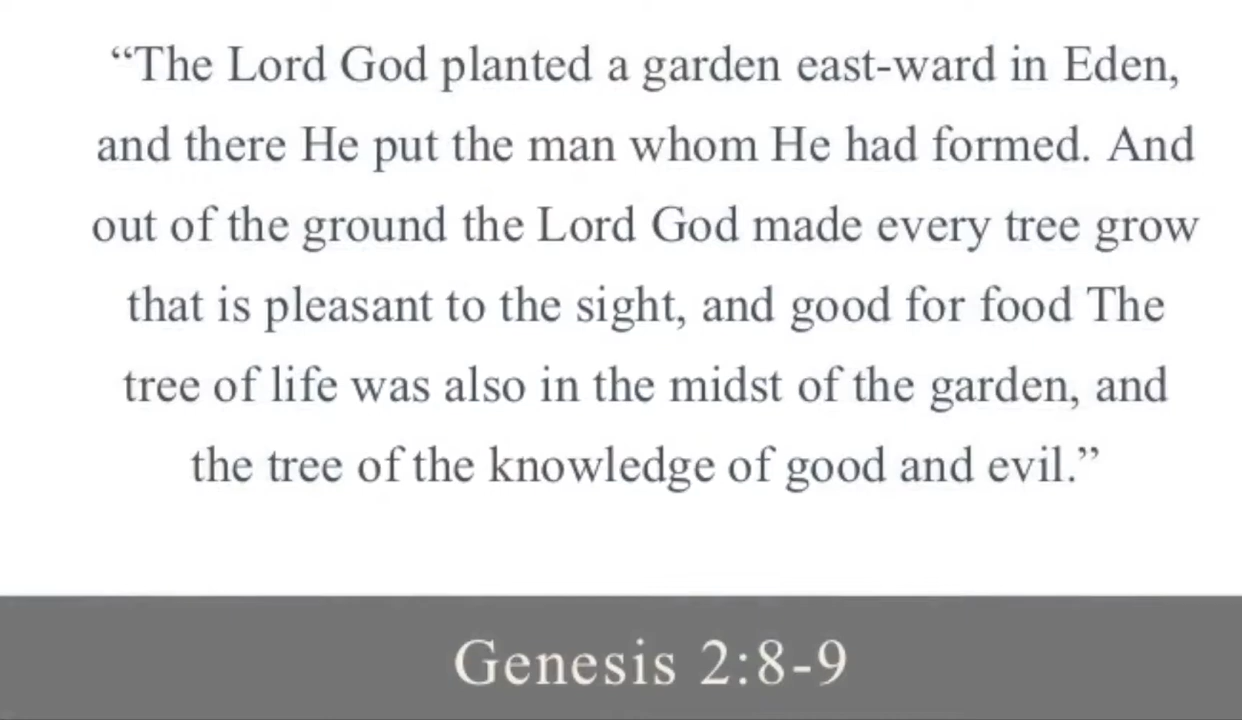 “The Lord God planted a garden east-ward in Eden,
and there He put the man whom He had formed. And
out of the ground the Lord God made every tree grow
that is pleasant to the sight, and good for food The
tree of life was also in the midst of the garden, and
the tree of the knowledge of good and evil.”
Genesis 2:8-9